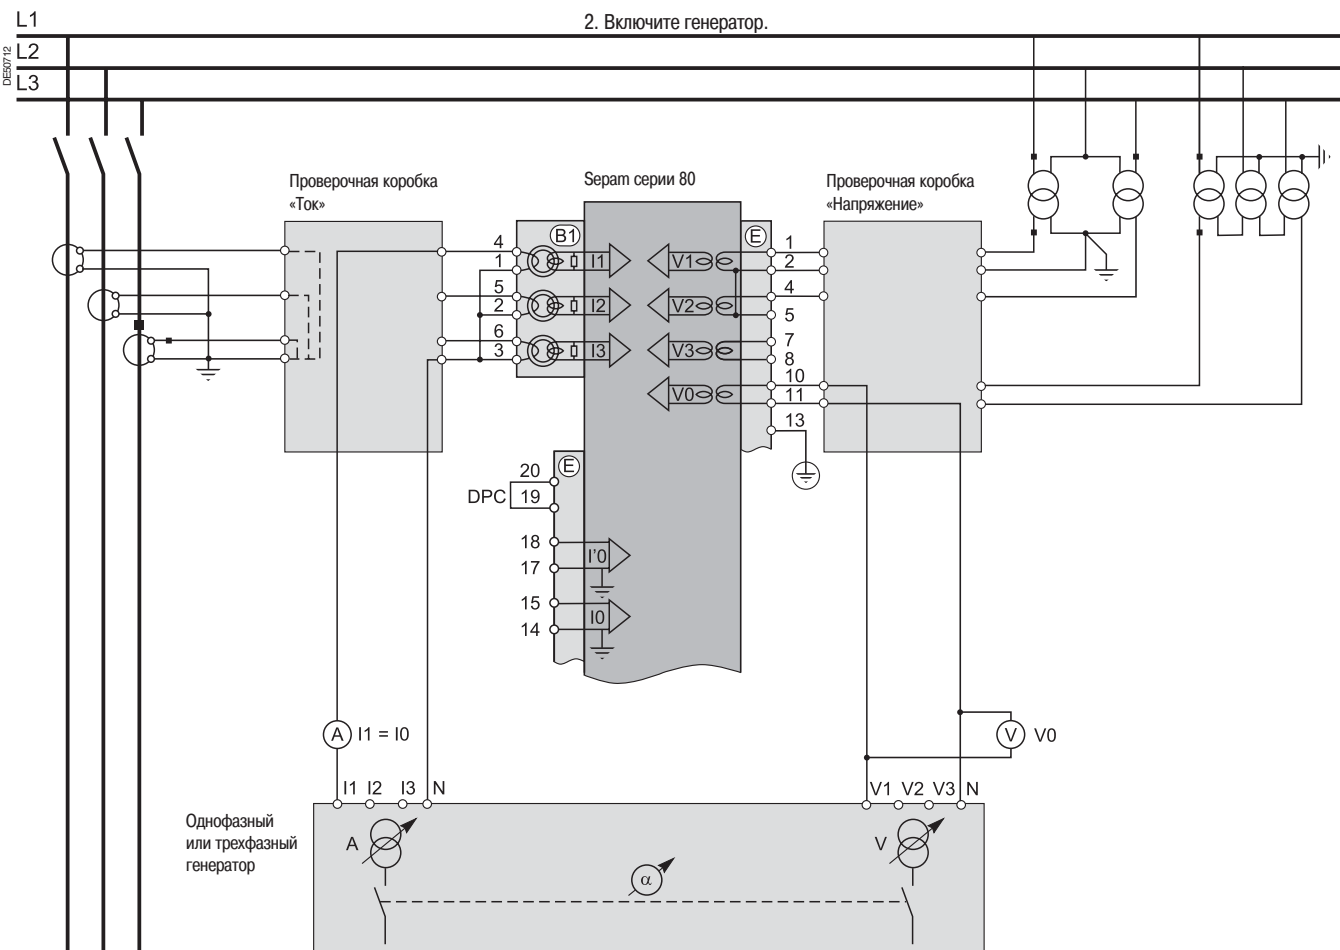 L1
2. Включите генератор.
L2
DE50712
L3
Проверочная коробка
«Ток»
Sepam серии 80
Проверочная коробка
«Напряжение»
4
1
5
2
6
3
B1
I1
I2
I3
V1
V2
V3
V0
E
1
2
4
5
7
8
10
11
13
E
20
DPC 19
18
17
15
14
I'0
I0
A I1 = I0
V V0
I1 I2 I3 N
V1 V2 V3 N
Однофазный
или трехфазный
генератор
A
V
α